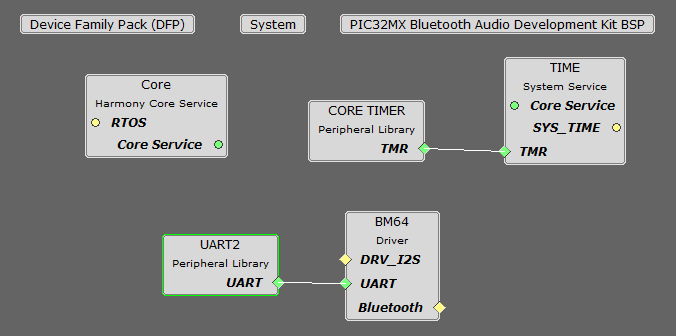 Device Family Pack (DFP)
System
PIC32MX Bluetooth Audio Development Kit BSP
Core
Harmony Core Service
RTOS
Core Service
CORE TIMER
Peripheral Library
TMR
TIME
System Service
Core Service
SYS_TIME
TMR
UART2
Peripheral Library
UART
BM64
Driver
DRV_I2S
UART
Bluetooth